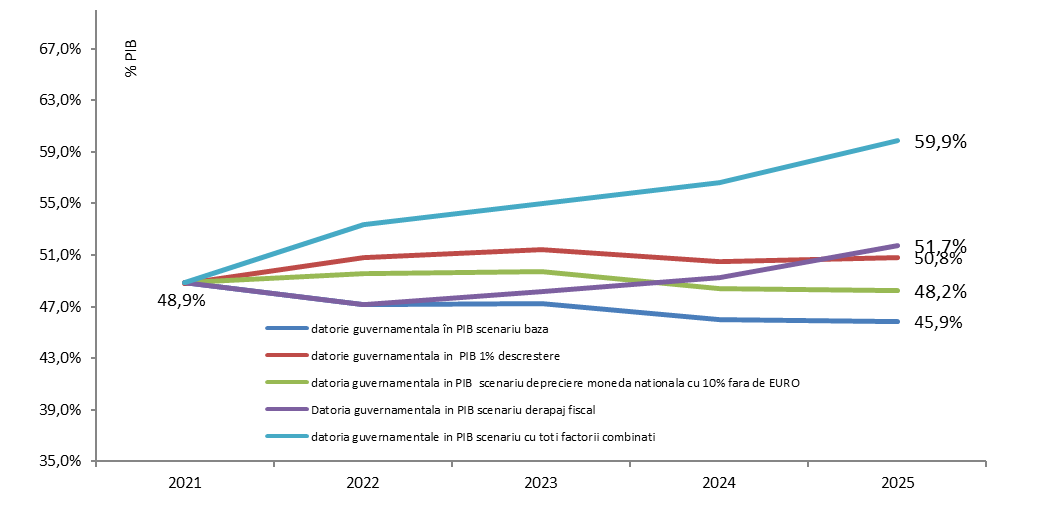 % PIB
67,0%
63,0%
59,0%
55,0%
51,0%
47,0%
43,0%
39,0%
35,0%
59,9%
51,7%
50,8%
48,2%
45,9%
48,9%
datorie guvernamentala în PIB scenariu baza
datorie guvernamentala in PIB 1% descrestere
datoria guvernamentala in PIB scenariu depreciere moneda nationala cu 10% fara de EURO
Datoria guvernamentala in PIB scenariu derapaj fiscal
datoria guvernamentale in PIB scenariu cu toti factorii combinati
2021 2022 2023 2024 2025